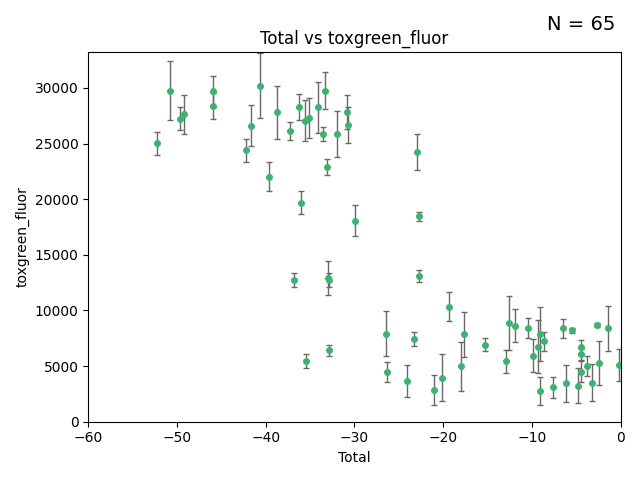 N = 65
Total vs toxgreen_fluor
30000
25000
20000
15000
10000
5000
0
toxgreen_fluor
−60 −50 −40 −30 −20 −10 0
Total